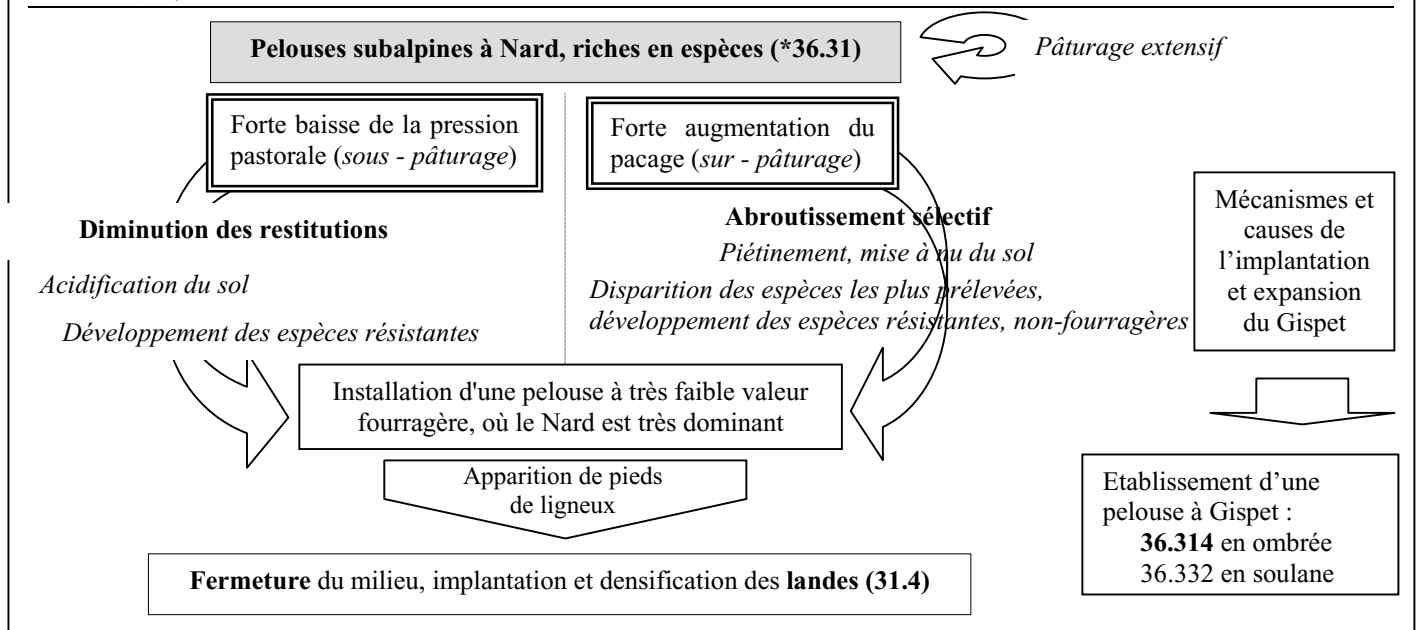 Pelouses subalpines à Nard, riches en espèces (*36.31)
Pâturage extensif
Forte baisse de la pression
pastorale (sous - pâturage)
Forte augmentation du
pacage (sur - pâturage)
Diminution des restitutions
Acidification du sol
Développement des espèces résistantes
Abroutissement sélectif
Piétinement, mise à nu du sol
Disparition des espèces les plus prélevées,
développement des espèces résistantes, non-fourragères
Installation d'une pelouse à très faible valeur
fourragère, où le Nard est très dominant
Apparition de pieds
de ligneux
Fermeture du milieu, implantation et densification des landes (31.4)
Mécanismes et
causes de
l’implantation
et expansion
du Gispet
Etablissement d’une
pelouse à Gispet :
36.314 en ombrée
36.332 en soulane